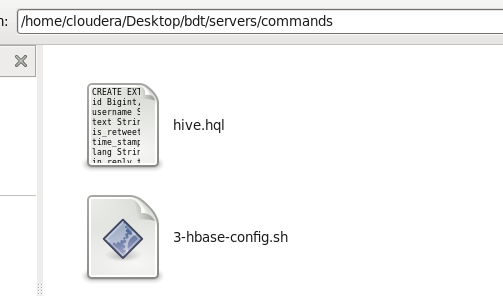 n: /home/cloudera/Desktop/bdt/servers/commands
CREATE EXT
id Bigint,
username S
text Strin
is_retweet
time_stamp
lang Strin
in_reply_t
hive.hql
3-hbase-config.sh